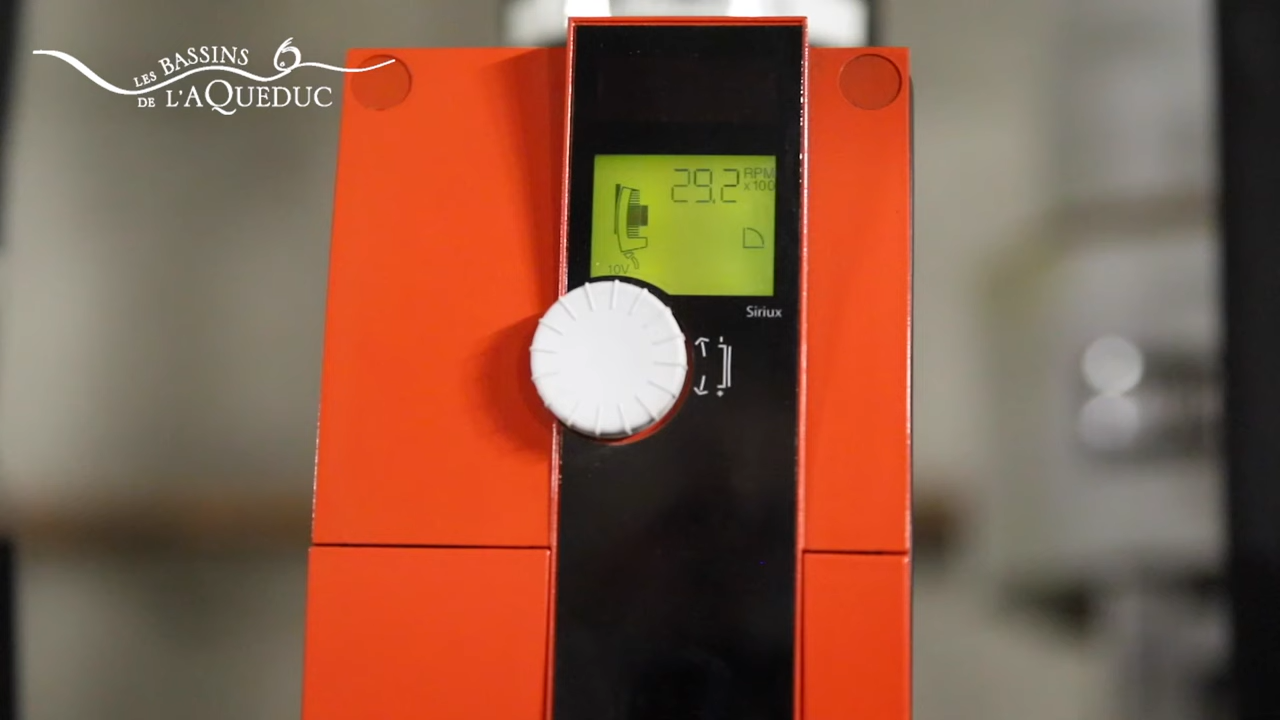 LES BASSINS
DE L'AQUEDUC
29.2 RPM
x100
10V
Siriux